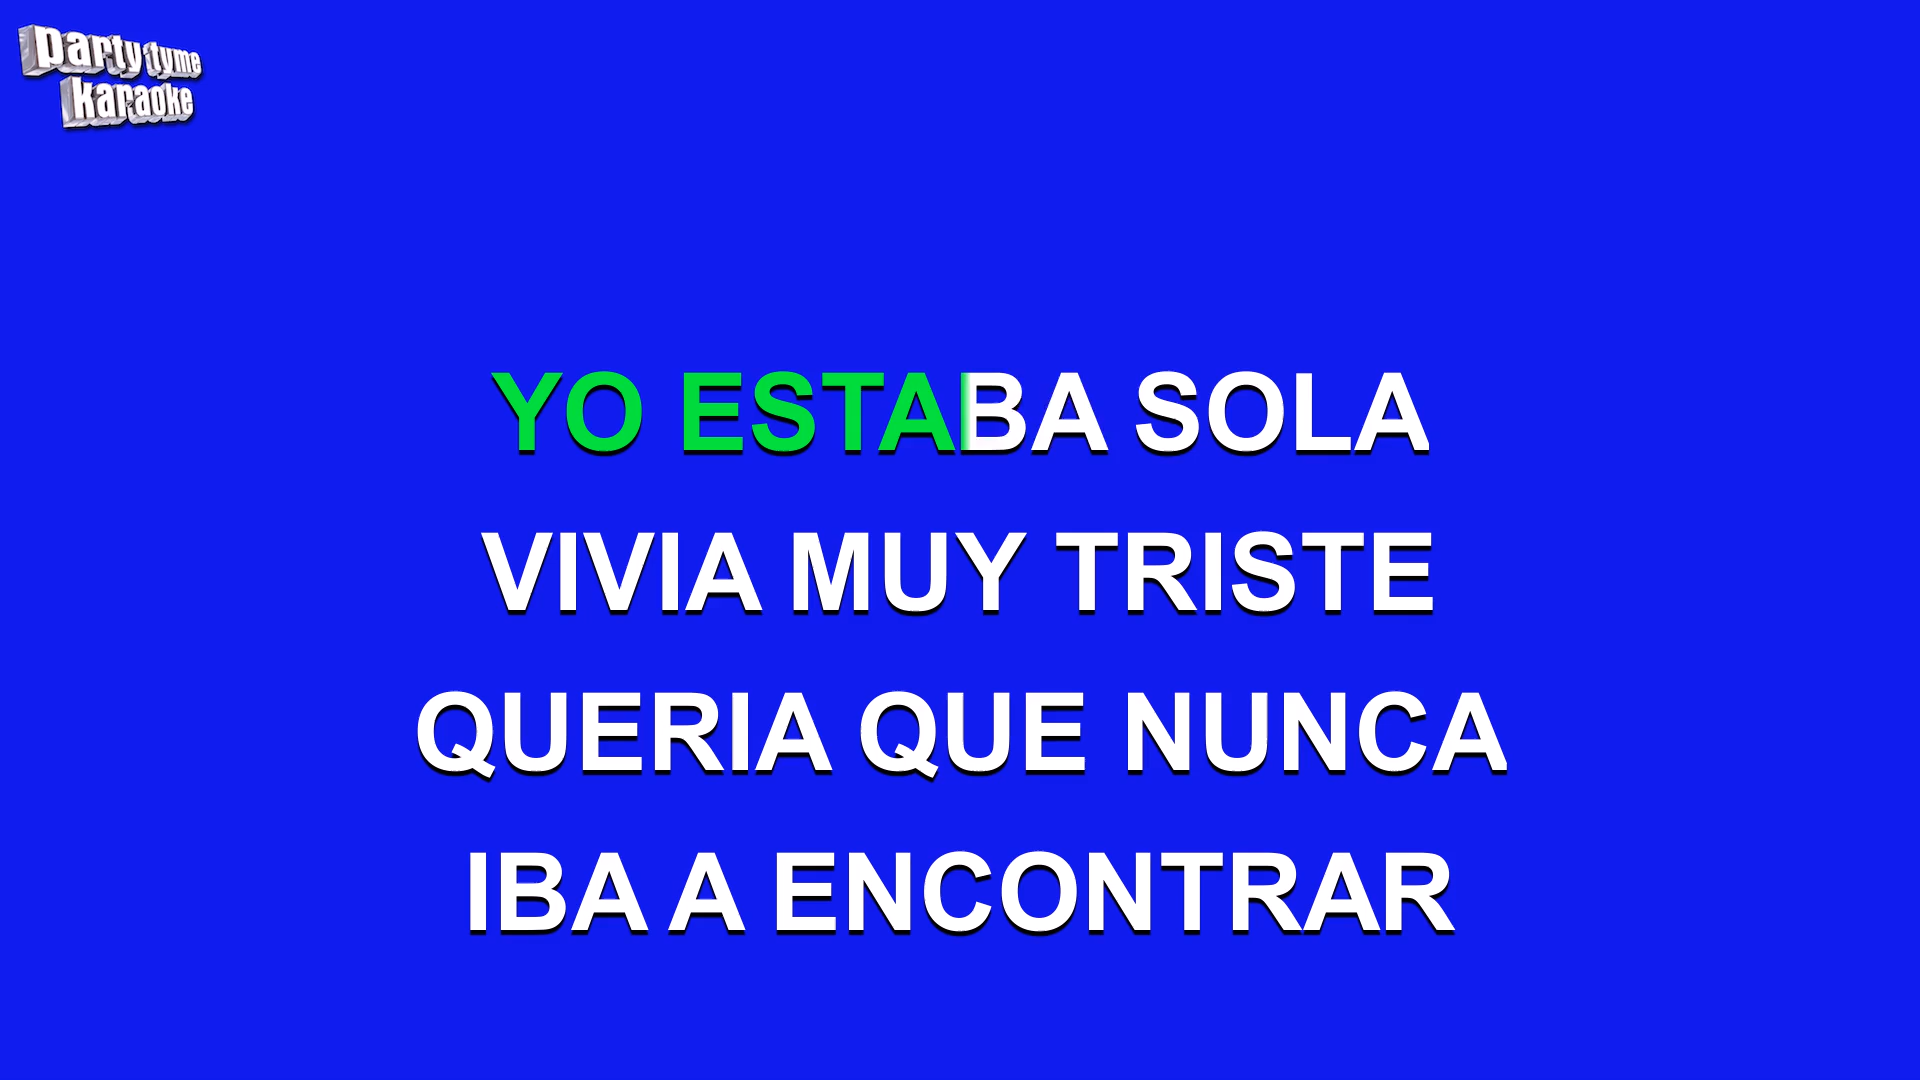 party tyme
karaoke
YO ESTABA SOLA
VIVIA MUY TRISTE
QUERIA QUE NUNCA
IBA A ENCONTRAR